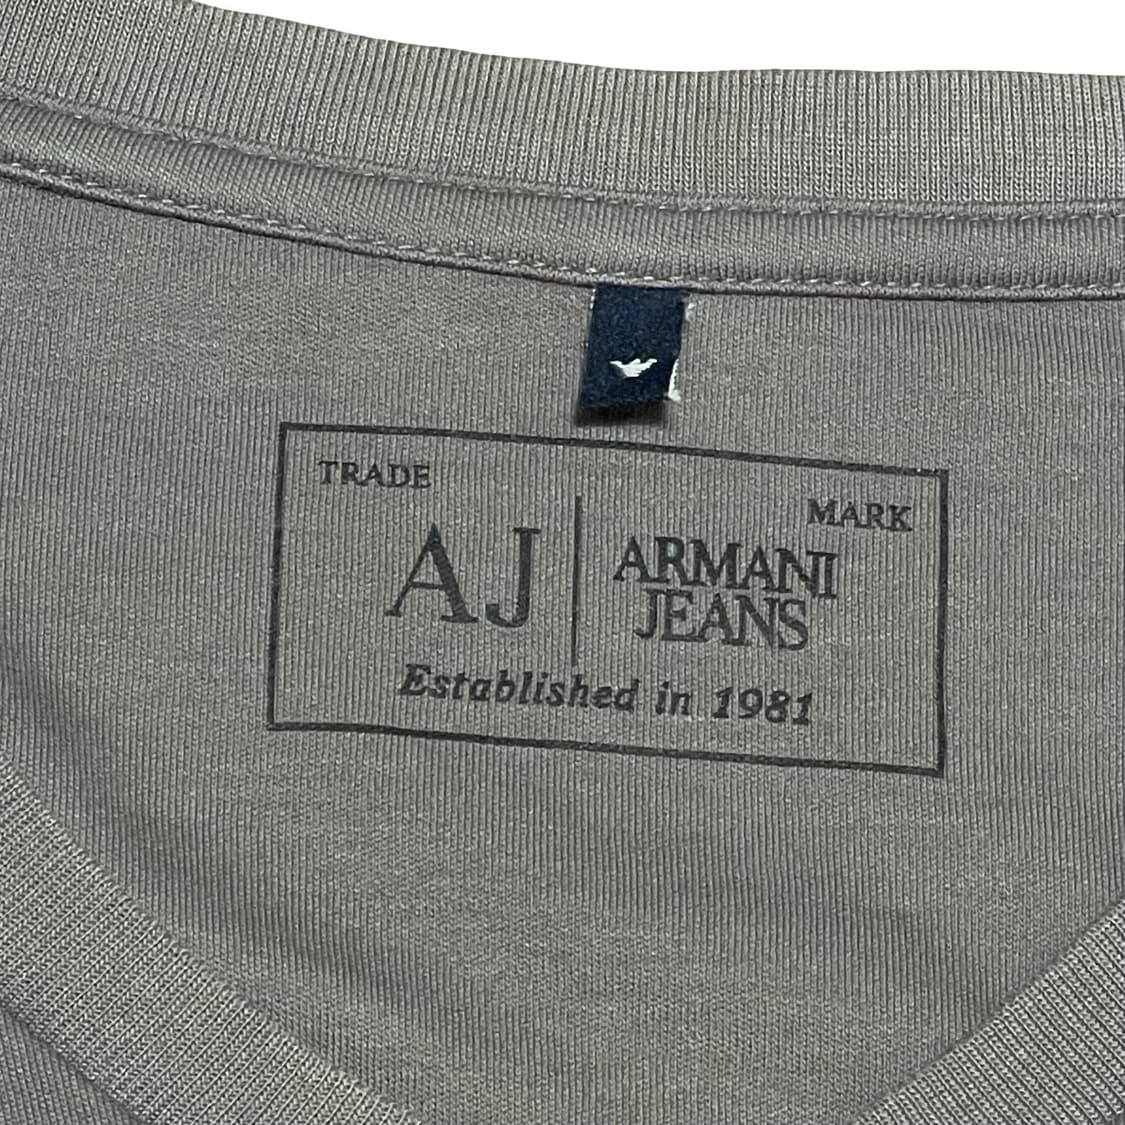 TRADE
MARK
AJ
ARMANI
JEANS
Established in 1981